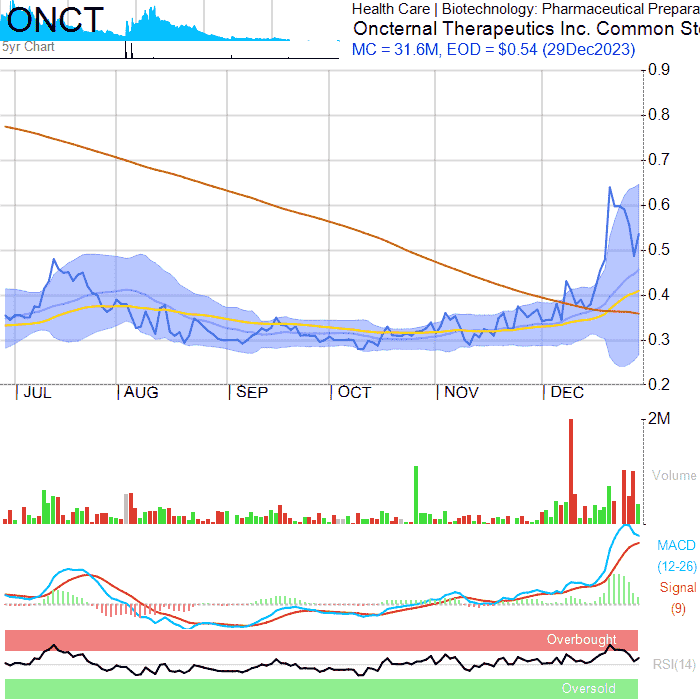 ONCT
5yr Chart
Health Care | Biotechnology: Pharmaceutical Prepara
Oncternal Therapeutics Inc. Common Sto
MC = 31.6M, EOD = $0.54 (29Dec2023)
0.9
0.8
0.7
0.6
0.5
0.4
0.3
0.2
JUL AUG SEP OCT NOV DEC
2M
Volume
MACD
(12-26)
Signal
(9)
Overbought
RSI(14)
Oversold